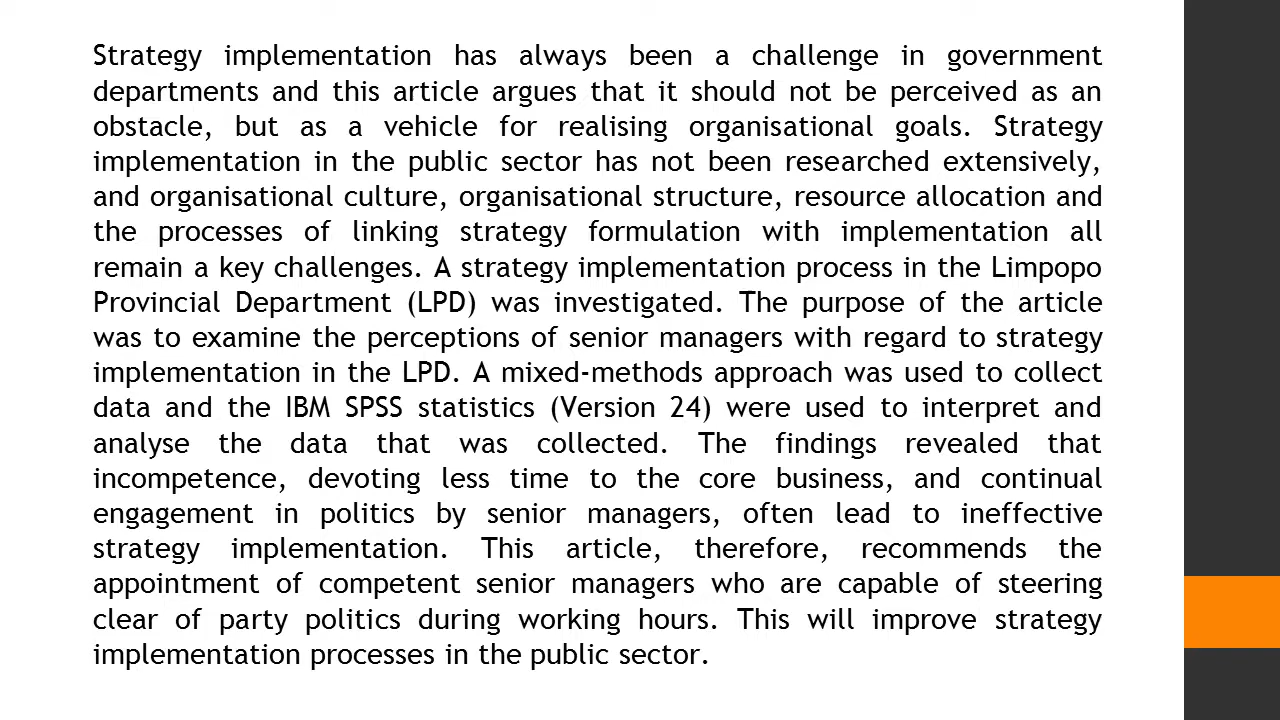 Strategy implementation has always been a challenge in government
departments and this article argues that it should not be perceived as an
obstacle, but as a vehicle for realising organisational goals. Strategy
implementation in the public sector has not been researched extensively,
and organisational culture, organisational structure, resource allocation and
the processes of linking strategy formulation with implementation all
remain a key challenges. A strategy implementation process in the Limpopo
Provincial Department (LPD) was investigated. The purpose of the article
was to examine the perceptions of senior managers with regard to strategy
implementation in the LPD. A mixed-methods approach was used to collect
data and the IBM SPSS statistics (Version 24) were used to interpret and
analyse the data that was collected. The findings revealed that
incompetence, devoting less time to the core business, and continual
engagement in politics by senior managers, often lead to ineffective
strategy implementation. This article, therefore, recommends the
appointment of competent senior managers who are capable of steering
clear of party politics during working hours. This will improve strategy
implementation processes in the public sector.